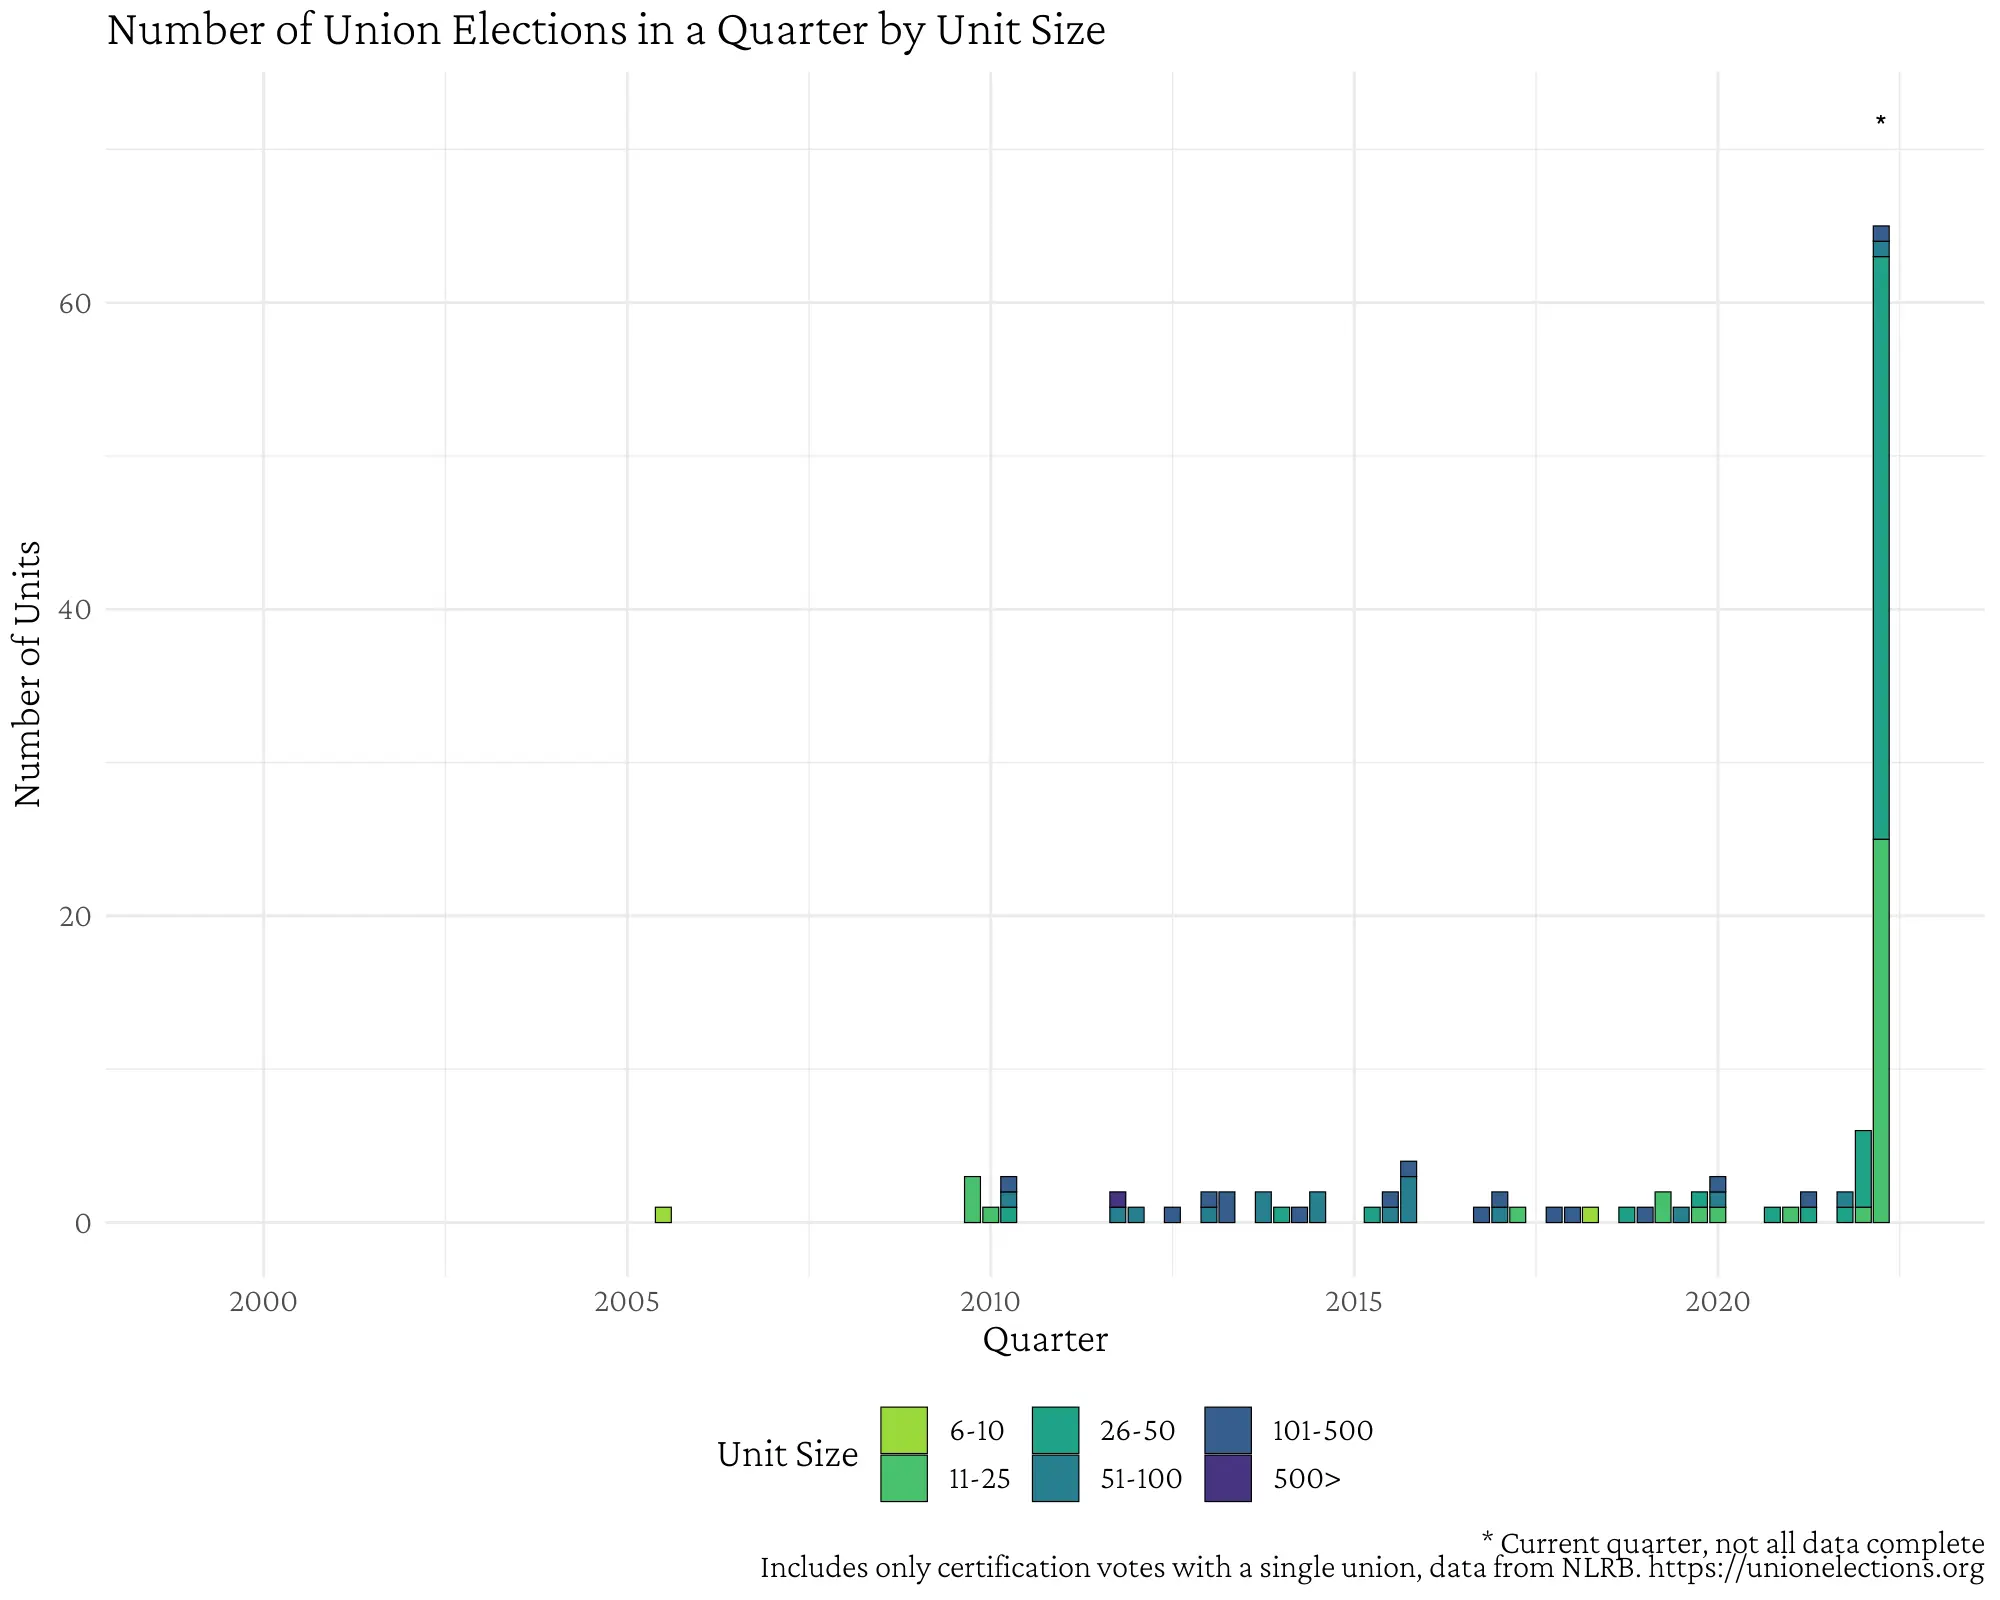 Number of Union Elections in a Quarter by Unit Size
*
Number of Units
60
40
20
0
2000 2005 2010 2015 2020
Quarter
Unit Size
6-10 26-50 101-500
11-25 51-100 500>
* Current quarter, not all data complete
Includes only certification votes with a single union, data from NLRB. https://unionelections.org